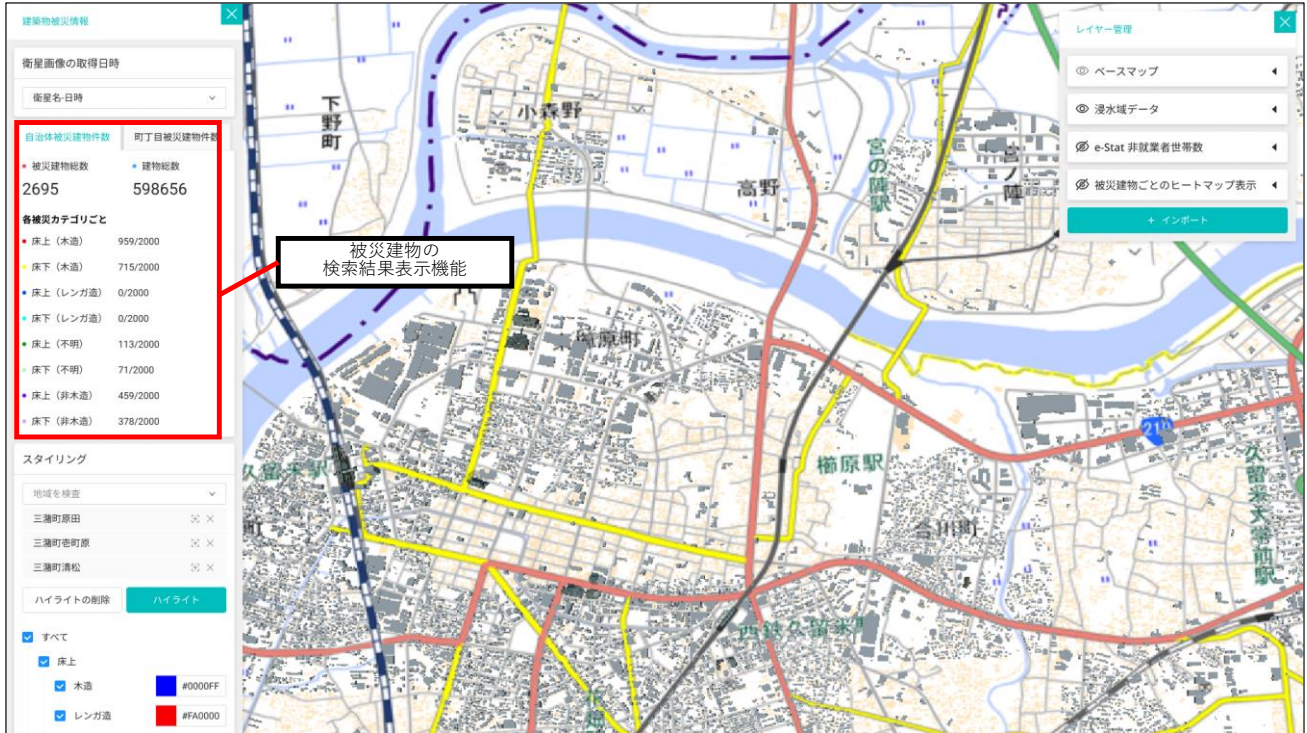 建築物被災情報
衛星画像の取得日時
衛星名-日時
自治体被災建物件数
町丁目被災建物件数
被災建物総数
建物総数
2695
598656
各被災カテゴリごと
床上（木造） 959/2000
床下（木造） 715/2000
床上（レンガ造） 0/2000
床下（レンガ造） 0/2000
床上（不明） 113/2000
床下（不明） 71/2000
床上（非木造） 459/2000
床下（非木造） 378/2000
スタイリング
地域を検査
三潴町原田
三潴町壱町原
三潴町清松
ハイライトの削除
ハイライト
すべて
床上
木造
#0000FF
レンガ造
#FA0000
被災建物の
検索結果表示機能
下野町
小森野
高野
宮の陣駅
櫛原駅
合川町
久留米大学前駅
久留米駅
西鉄久留米
レイヤー管理
ベースマップ
浸水域データ
e-Stat 非就業者世帯数
被災建物ごとのヒートマップ表示
+ インポート